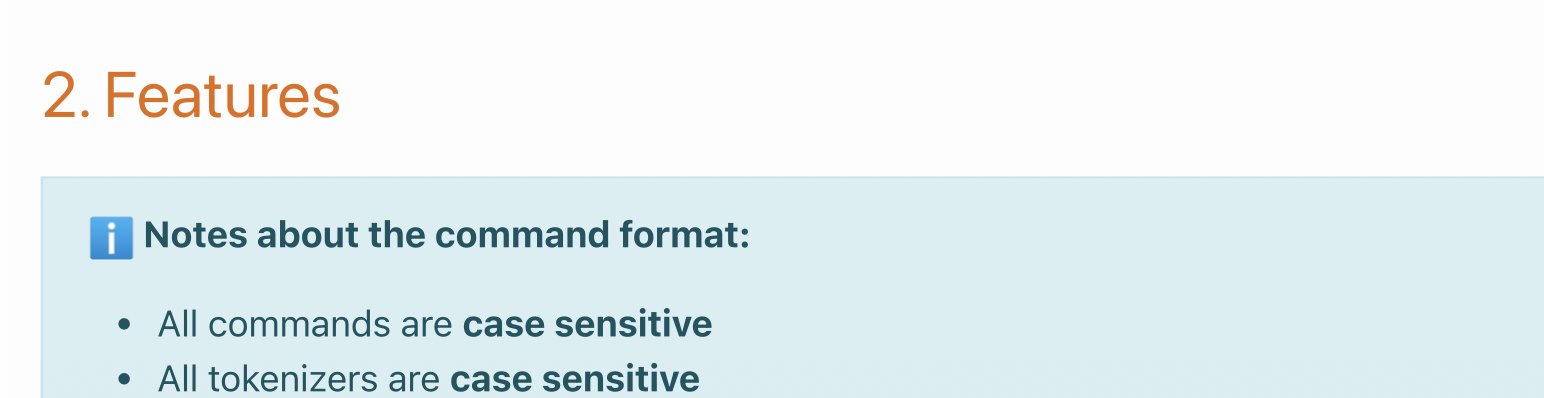 2. Features
ℹ️ Notes about the command format:
• All commands are case sensitive
• All tokenizers are case sensitive